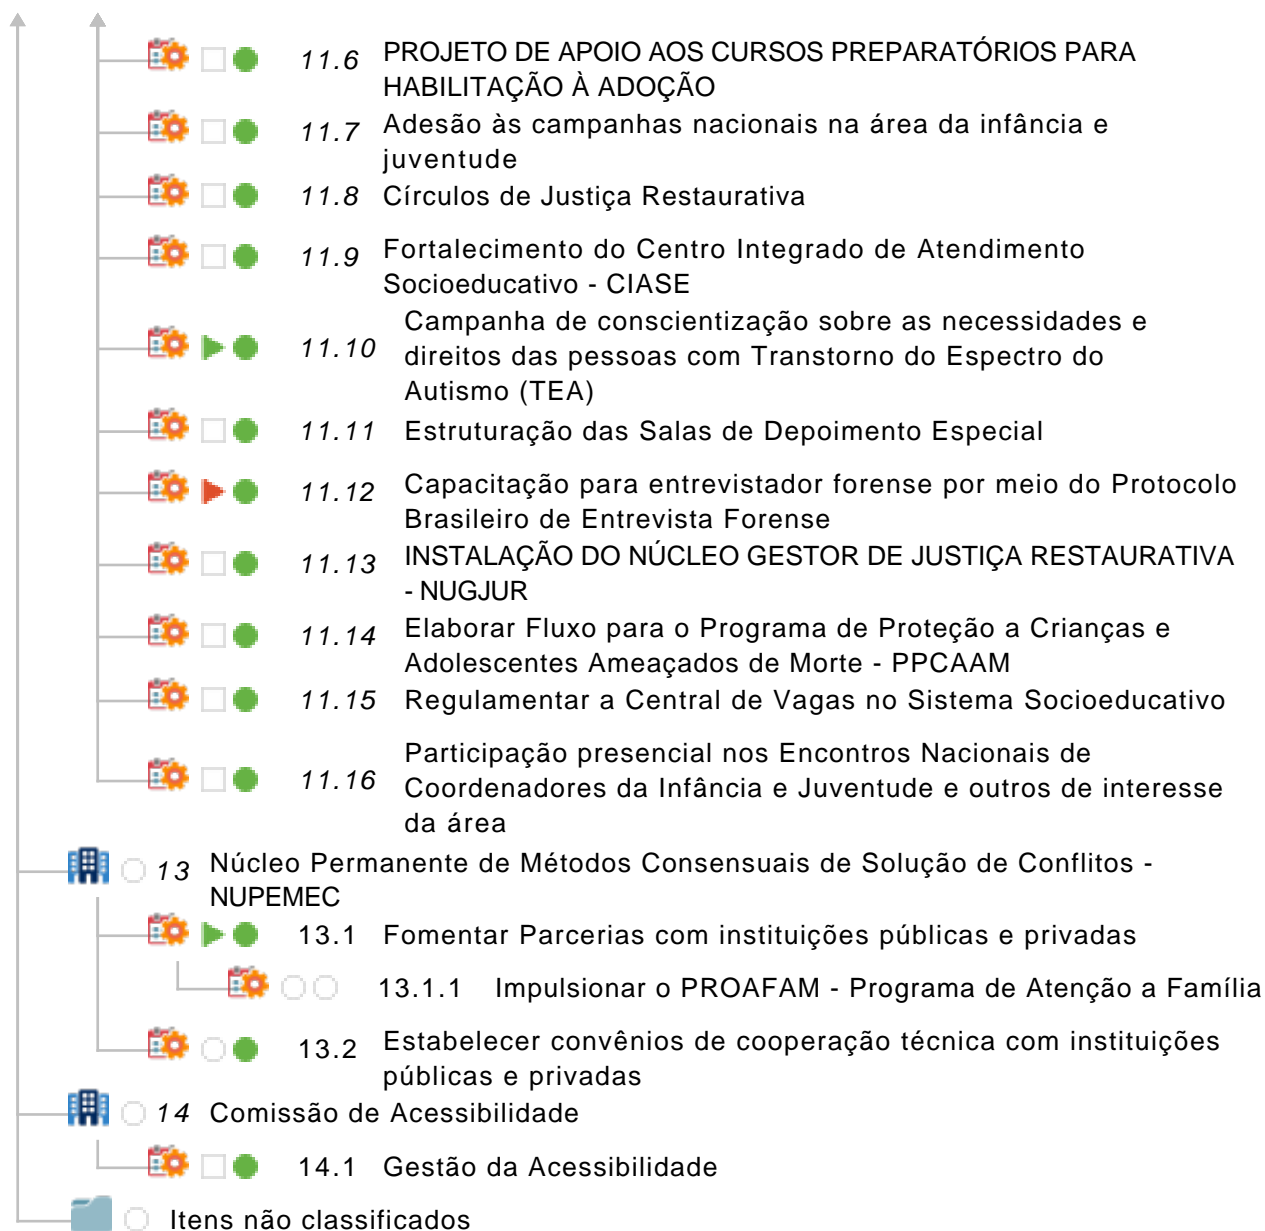 11.6 PROJETO DE APOIO AOS CURSOS PREPARATÓRIOS PARA
HABILITAÇÃO À ADOÇÃO
11.7 Adesão às campanhas nacionais na área da infância e
juventude
11.8 Círculos de Justiça Restaurativa
11.9 Fortalecimento do Centro Integrado de Atendimento
Socioeducativo - CIASE
11.10 Campanha de conscientização sobre as necessidades e
direitos das pessoas com Transtorno do Espectro do
Autismo (TEA)
11.11 Estruturação das Salas de Depoimento Especial
11.12 Capacitação para entrevistador forense por meio do Protocolo
Brasileiro de Entrevista Forense
11.13 INSTALAÇÃO DO NÚCLEO GESTOR DE JUSTIÇA RESTAURATIVA
- NUGJUR
11.14 Elaborar Fluxo para o Programa de Proteção a Crianças e
Adolescentes Ameaçados de Morte - PPCAAM
11.15 Regulamentar a Central de Vagas no Sistema Socioeducativo
11.16 Participação presencial nos Encontros Nacionais de
Coordenadores da Infância e Juventude e outros de interesse
da área
13 Núcleo Permanente de Métodos Consensuais de Solução de Conflitos -
NUPEMEC
13.1 Fomentar Parcerias com instituições públicas e privadas
13.1.1 Impulsionar o PROAFAM - Programa de Atenção a Família
13.2 Estabelecer convênios de cooperação técnica com instituições
públicas e privadas
14 Comissão de Acessibilidade
14.1 Gestão da Acessibilidade
Itens não classificados